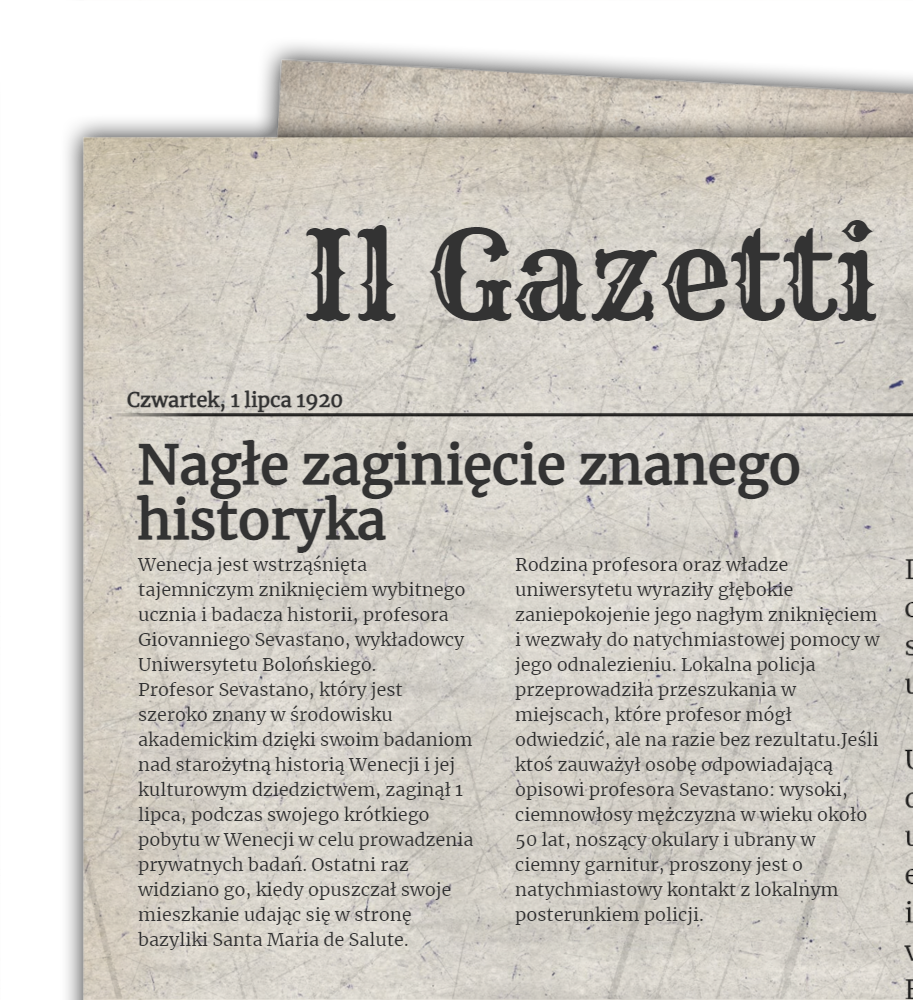 Il Gazetti
Czwartek, 1 lipca 1920
Nagłe zaginięcie znanego
historyka
Wenecja jest wstrząśnięta
tajemniczym zniknięciem wybitnego
ucznia i badacza historii, profesora
Giovanniego Sevastano, wykładowcy
Uniwersytetu Bolońskiego.
Profesor Sevastano, który jest
szeroko znany w środowisku
akademickim dzięki swoim badaniom
nad starożytną historią Wenecji i jej
kulturowym dziedzictwem, zaginął 1
lipca, podczas swojego krótkiego
pobytu w Wenecji w celu prowadzenia
prywatnych badań. Ostatni raz
widziano go, kiedy opuszczał swoje
mieszkanie udając się w stronę
bazyliki Santa Maria de Salute.
Rodzina profesora oraz władze
uniwersytetu wyraziły głębokie
zaniepokojenie jego nagłym zniknięciem
i wezwały do natychmiastowej pomocy w
jego odnalezieniu. Lokalna policja
przeprowadziła przeszukania w
miejscach, które profesor mógł
odwiedzić, ale na razie bez rezultatu.Jeśli
ktoś zauważył osobę odpowiadającą
opisowi profesora Sevastano: wysoki,
ciemnowłosy mężczyzna w wieku około
50 lat, noszący okulary i ubrany w
ciemny garnitur, proszony jest o
natychmiastowy kontakt z lokalnym
posterunkiem policji.